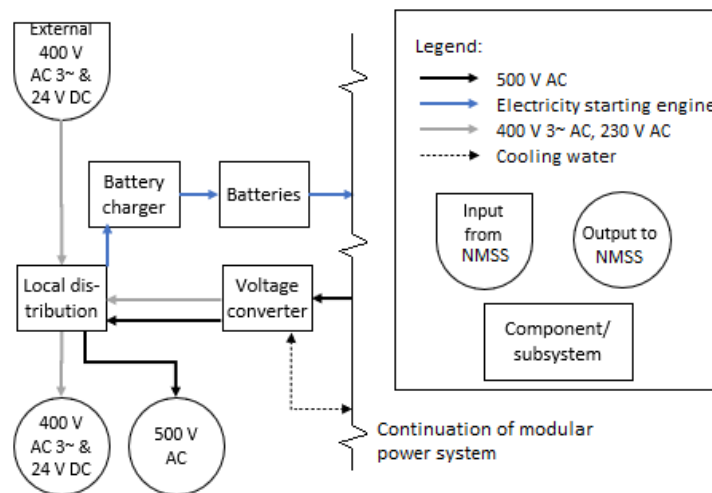 External
400 V
AC 3~ &
24 V DC
Battery
charger
Batteries
Local dis-
tribution
Voltage
converter
400 V
AC 3~ &
24 V DC
500 V
AC
Continuation of modular
power system
Legend:
500 V AC
Electricity starting engine
400 V 3~ AC, 230 V AC
Cooling water
Input
from
NMSS
Output to
NMSS
Component/
subsystem